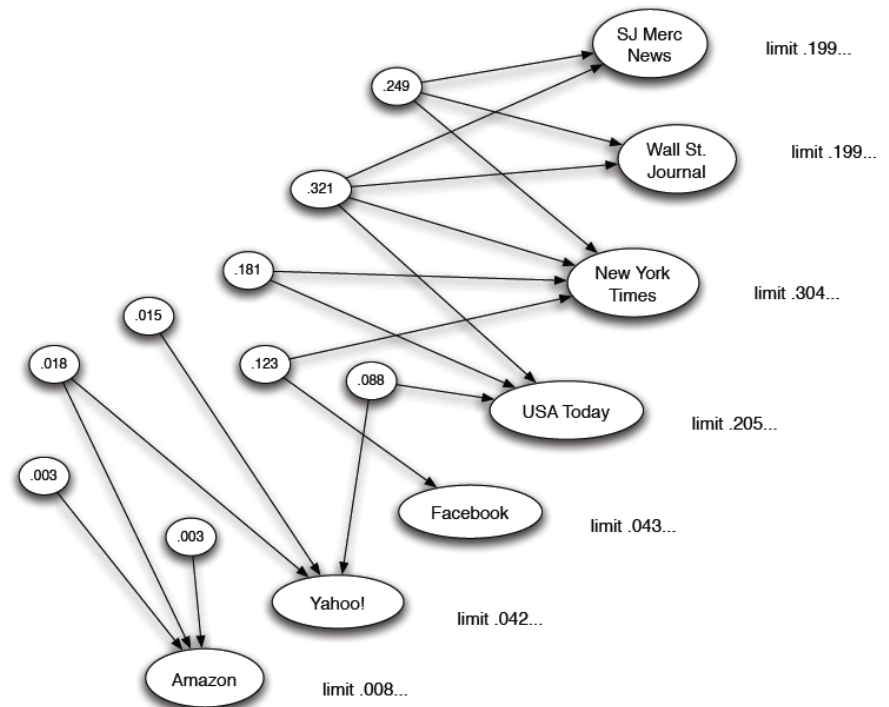 SJ Merc
News
limit .199...
.249
Wall St.
Journal
limit .199...
.321
.181
New York
Times
limit .304...
.015
.018
.123
.088
USA Today
limit .205...
.003
Facebook
limit .043...
.003
Yahoo!
limit .042...
Amazon
limit .008...